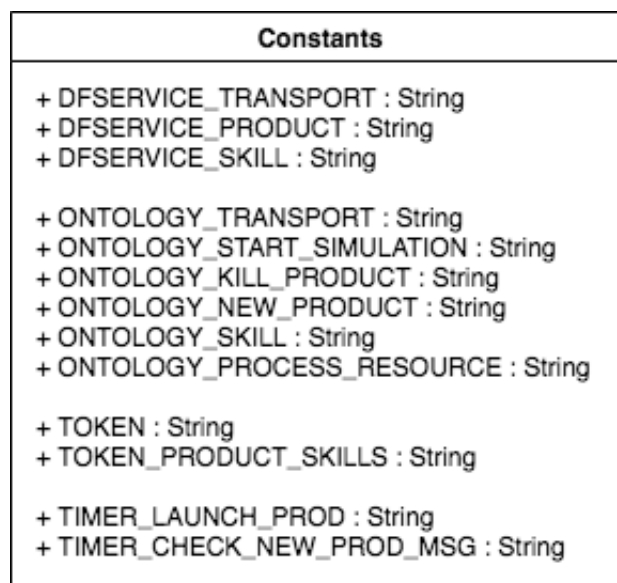 Constants
+ DFSERVICE_TRANSPORT : String
+ DFSERVICE_PRODUCT : String
+ DFSERVICE_SKILL : String
+ ONTOLOGY_TRANSPORT : String
+ ONTOLOGY_START_SIMULATION : String
+ ONTOLOGY_KILL_PRODUCT : String
+ ONTOLOGY_NEW_PRODUCT : String
+ ONTOLOGY_SKILL : String
+ ONTOLOGY_PROCESS_RESOURCE : String
+ TOKEN : String
+ TOKEN_PRODUCT_SKILLS : String
+ TIMER_LAUNCH_PROD : String
+ TIMER_CHECK_NEW_PROD_MSG : String